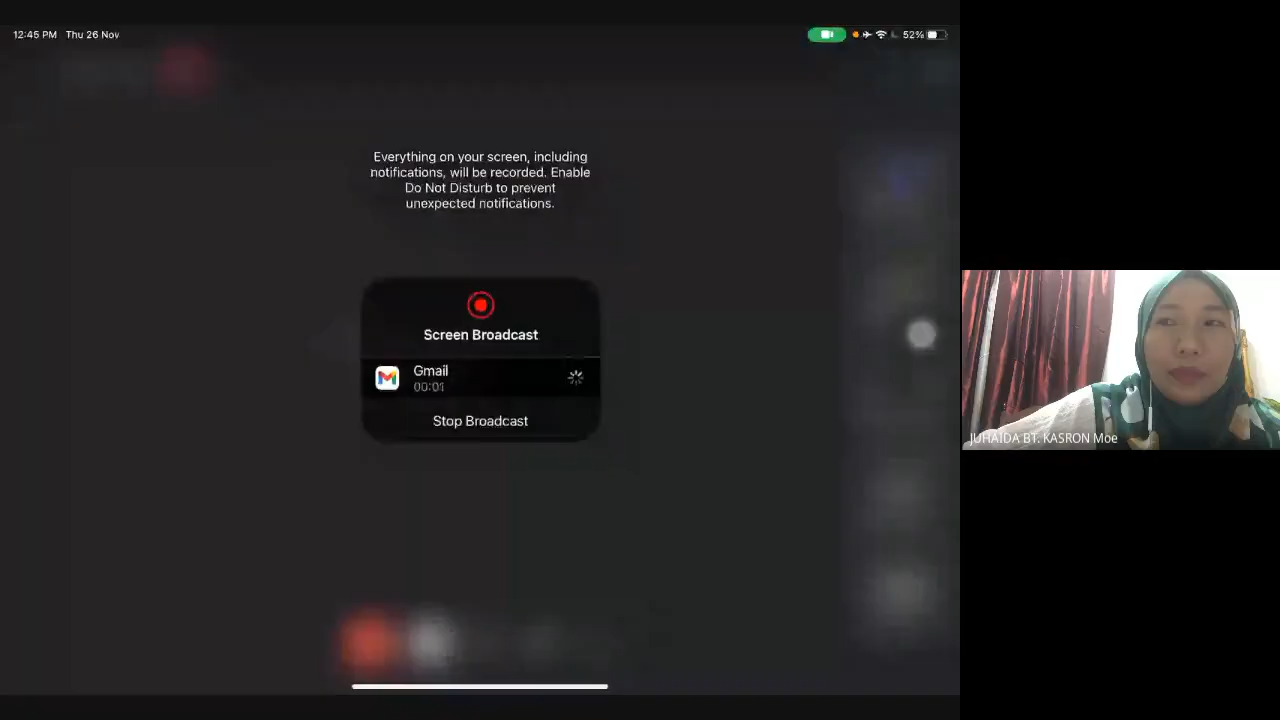 12:45 PM Thu 26 Nov
52%
Everything on your screen, including
notifications, will be recorded. Enable
Do Not Disturb to prevent
unexpected notifications.
Screen Broadcast
Gmail
00:01
Stop Broadcast
JUHAIDA BT. KASRON Moe